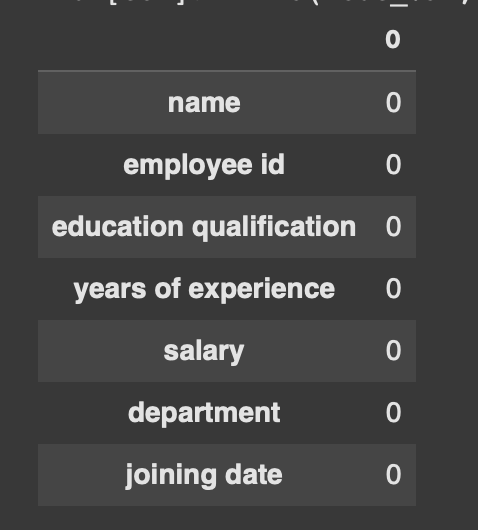 0
name 0
employee id 0
education qualification 0
years of experience 0
salary 0
department 0
joining date 0